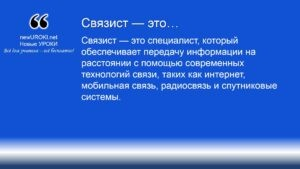 Связист — это…
newUROKI.net
Новые УРОКИ
Всё для учителя – всё бесплатно!
Связист — это специалист, который
обеспечивает передачу информации на
расстояние с помощью современных
технологий связи, таких как интернет,
мобильная связь, радиосвязь и спутниковые
системы.